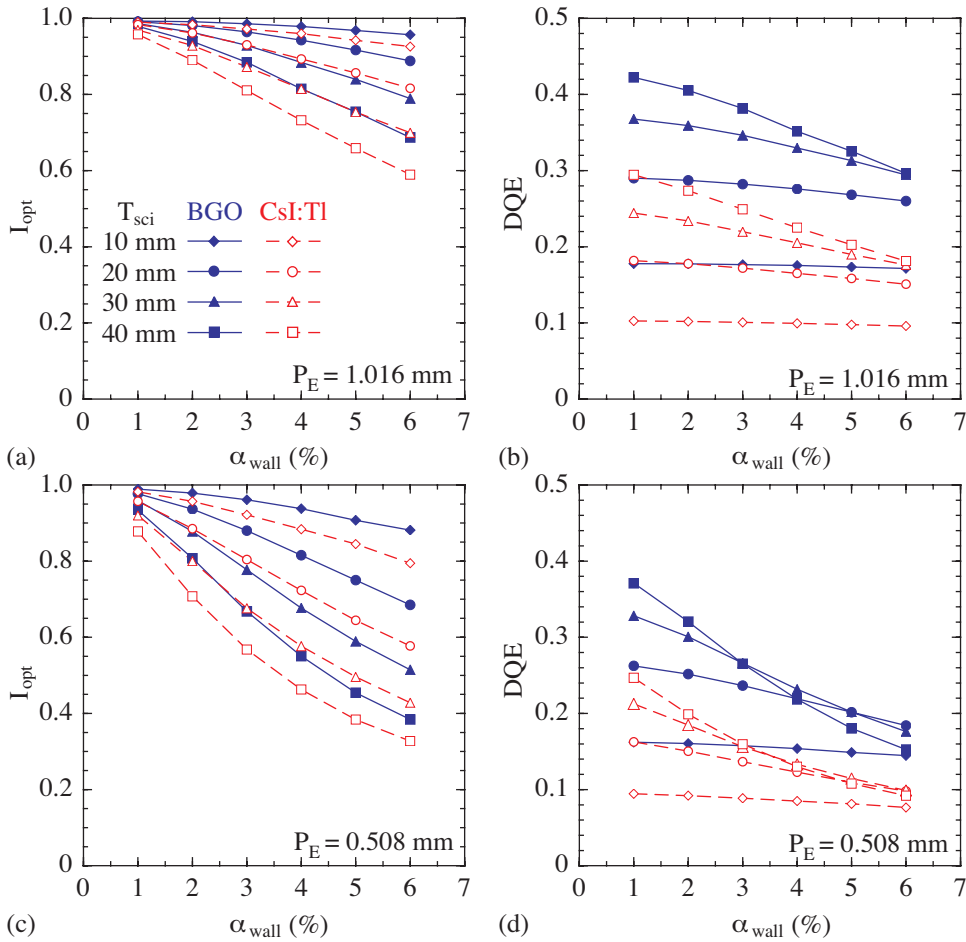 1.0
0.8
0.6
0.4
0.2
0
I_opt
T_sci BGO CsI:Tl
10 mm
20 mm
30 mm
40 mm
P_E = 1.016 mm
0 1 2 3 4 5 6 7
(a) α_wall (%)
0.5
0.4
0.3
0.2
0.1
0
DQE
P_E = 1.016 mm
0 1 2 3 4 5 6 7
(b) α_wall (%)
1.0
0.8
0.6
0.4
0.2
0
I_opt
P_E = 0.508 mm
0 1 2 3 4 5 6 7
(c) α_wall (%)
0.5
0.4
0.3
0.2
0.1
0
DQE
P_E = 0.508 mm
0 1 2 3 4 5 6 7
(d) α_wall (%)